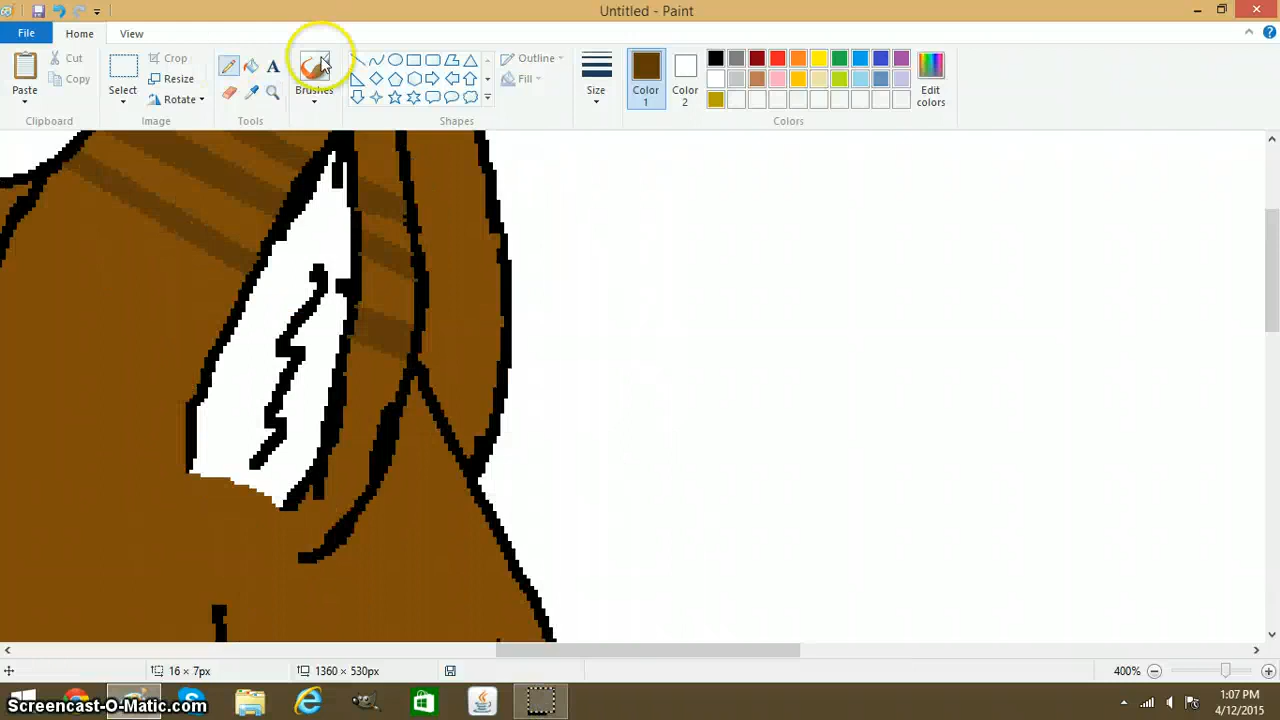 Untitled - Paint
File Home View
Paste
Cut
Copy
Clipboard
Select
Crop
Resize
Rotate
Image
A
Tools
Brushes
Outline
Fill
Shapes
Size
Color 1
Color 2
Edit colors
Colors
16 × 7px
1360 × 530px
400%
Screencast-O-Matic.com
1:07 PM
4/12/2015